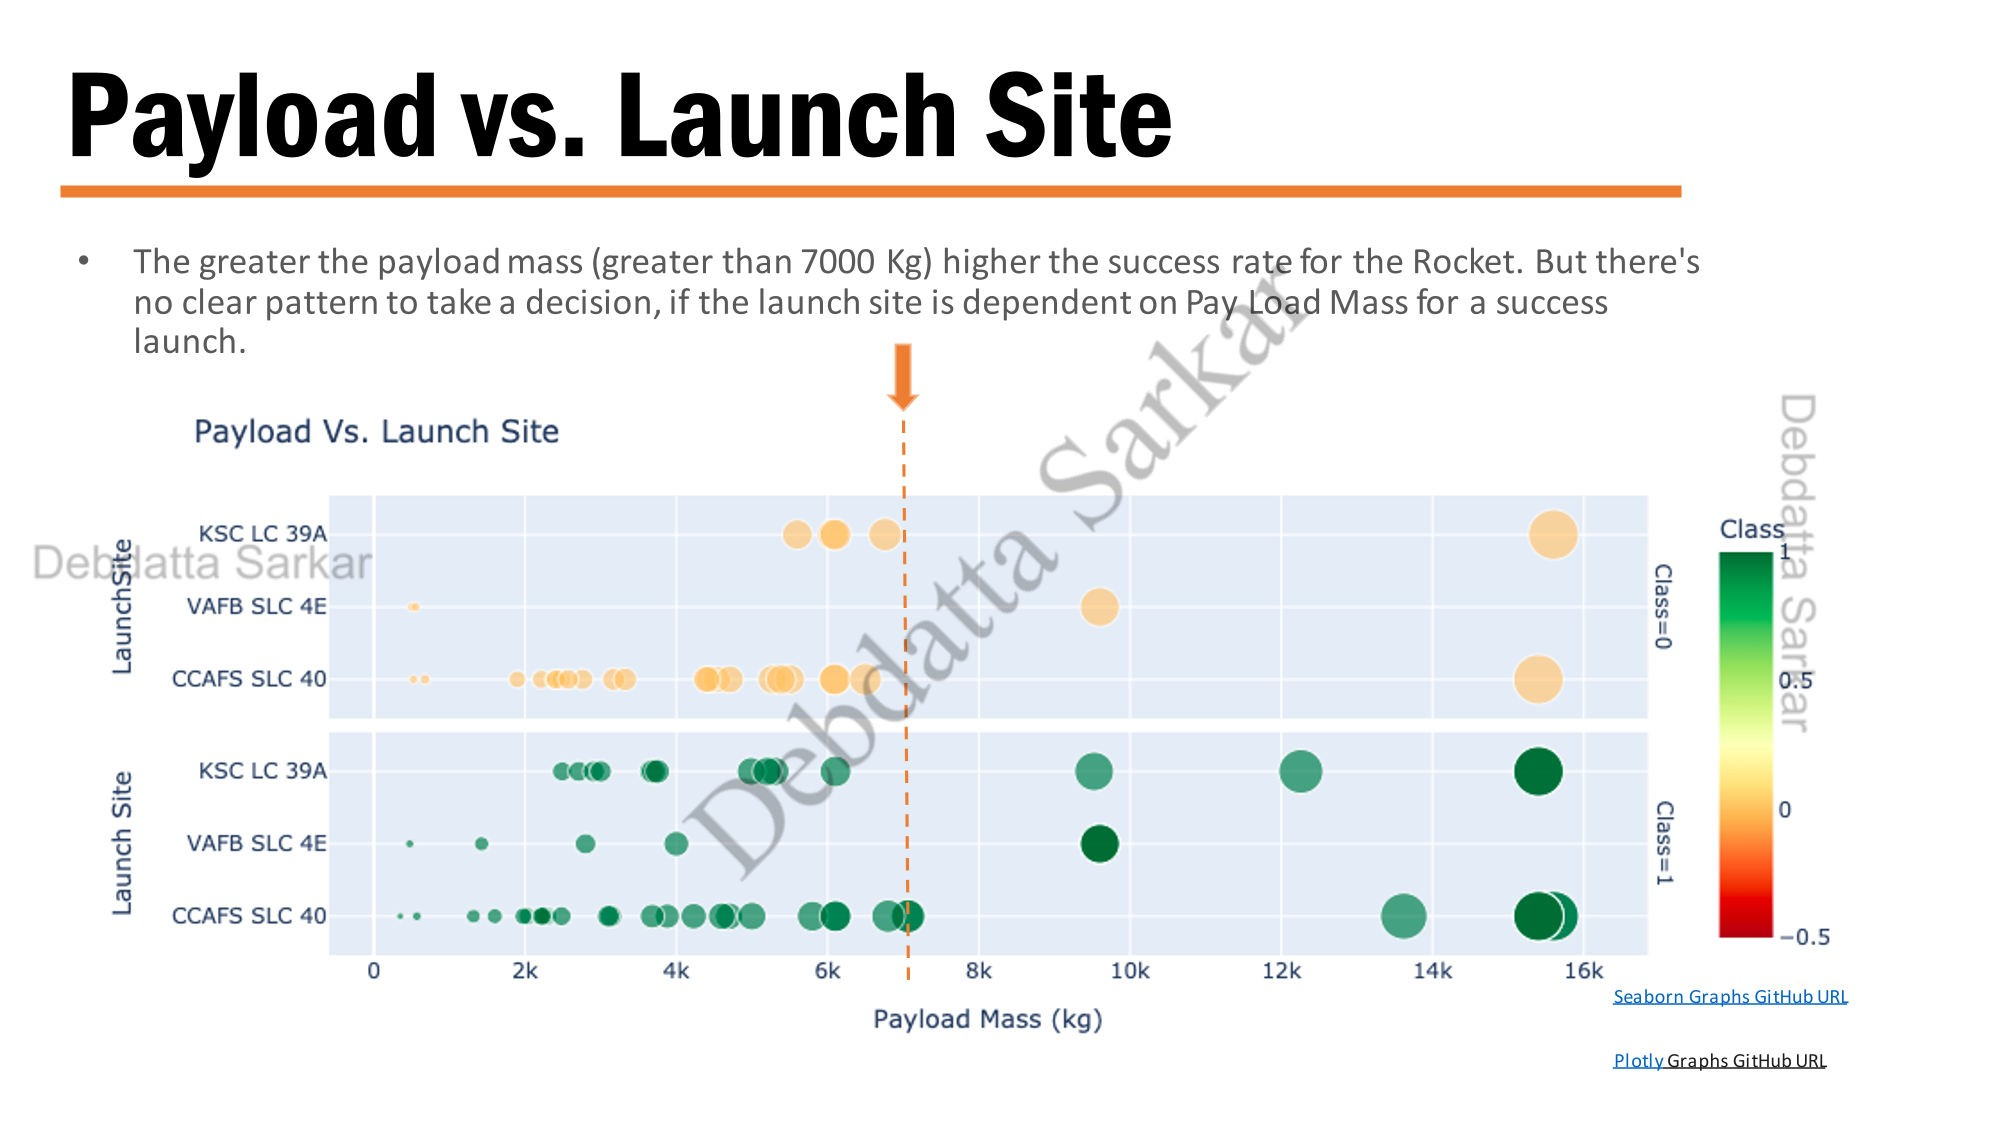 Payload vs. Launch Site
• The greater the payload mass (greater than 7000 Kg) higher the success rate for the Rocket. But there's
no clear pattern to take a decision, if the launch site is dependent on Pay Load Mass for a success
launch.
Payload Vs. Launch Site
LaunchSite
KSC LC 39A
VAFB SLC 4E
CCAFS SLC 40
Class=0
Launch Site
KSC LC 39A
VAFB SLC 4E
CCAFS SLC 40
Class=1
0 2k 4k 6k 8k 10k 12k 14k 16k
Payload Mass (kg)
Class
1
0.5
0
−0.5
Debdatta Sarkar
Debdatta Sarkar
Debdatta Sarkar
Seaborn Graphs GitHub URL
Plotly Graphs GitHub URL